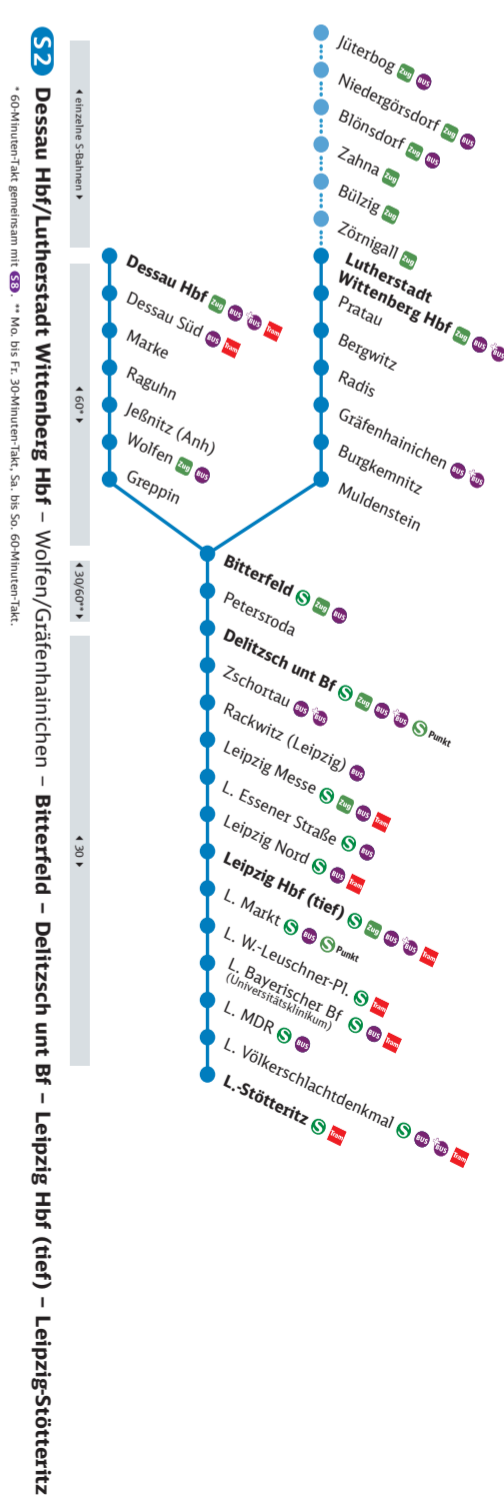 S2 Dessau Hbf/Lutherstadt Wittenberg Hbf – Wolfen/Gräfenhainichen – Bitterfeld – Delitzsch unt Bf – Leipzig Hbf (tief) – Leipzig-Stötteritz
* 60-Minuten-Takt gemeinsam mit S8. ** Mo. bis Fr. 30-Minuten-Takt, Sa. bis So. 60-Minuten-Takt.
einzelne S-Bahnen
60*
30/60**
30
Jüterbog Zug BUS
Niedergörsdorf Zug BUS
Blönsdorf Zug BUS
Zahna Zug
Bülzig Zug
Zörnigall Zug
Lutherstadt
Wittenberg Hbf Zug BUS BUS
Pratau
Bergwitz
Radis
Gräfenhainichen BUS BUS
Burgkemnitz
Muldenstein
Dessau Hbf Zug BUS BUS Tram
Dessau Süd BUS Tram
Marke
Raguhn
Jeßnitz (Anh)
Wolfen Zug BUS
Greppin
Bitterfeld S Zug BUS
Petersroda
Delitzsch unt Bf S Zug BUS BUS S Punkt
Zschortau BUS BUS
Rackwitz (Leipzig) BUS
Leipzig Messe S Zug BUS Tram
L. Essener Straße S BUS
Leipzig Nord S BUS Tram
Leipzig Hbf (tief) S Zug BUS BUS Tram
L. Markt S BUS S Punkt
L. W.-Leuschner-Pl. S Tram
L. Bayerischer Bf S BUS Tram
(Universitätsklinikum)
L. MDR S BUS
L. Völkerschlachtdenkmal S BUS BUS Tram
L.-Stötteritz S Tram